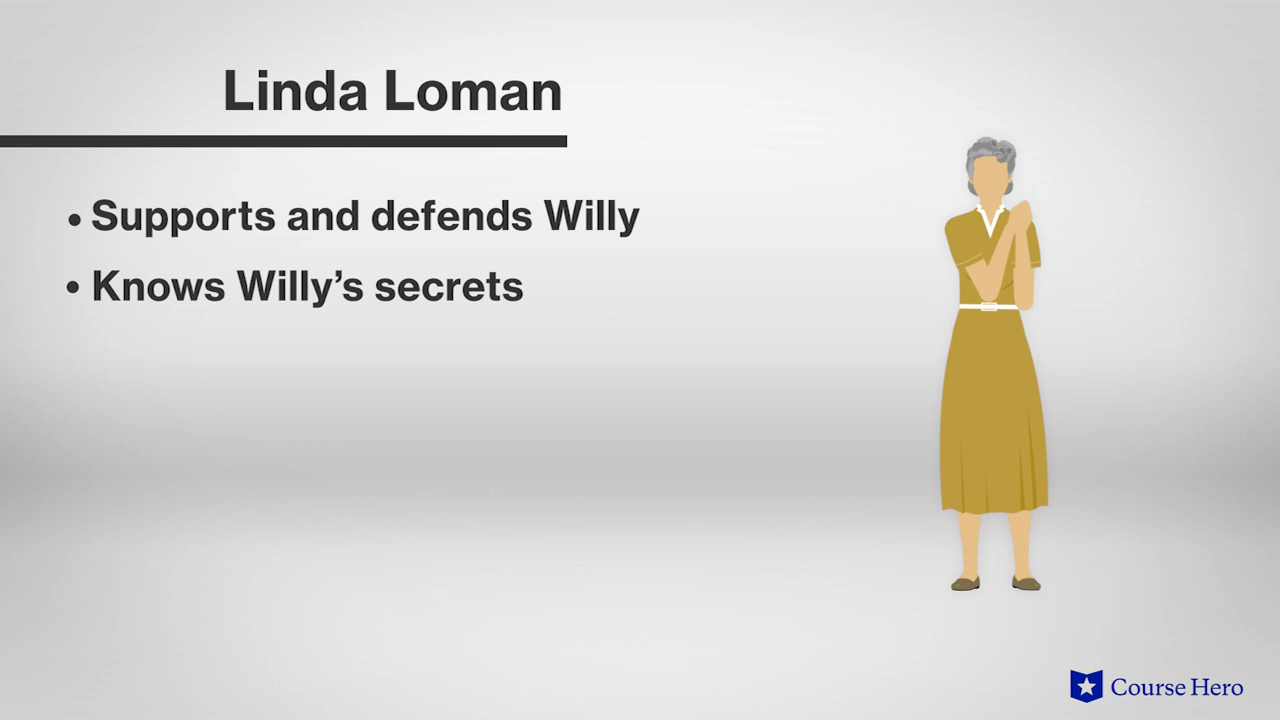 Linda Loman
• Supports and defends Willy
• Knows Willy’s secrets
Course Hero